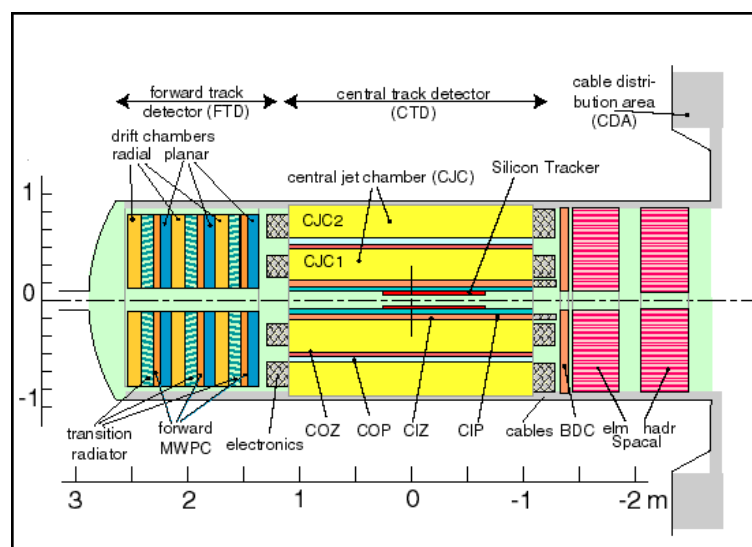 forward track
detector (FTD)
central track detector
(CTD)
cable distri-
bution area
(CDA)
drift chambers
radial planar
Silicon Tracker
central jet chamber (CJC)
1
CJC2
CJC1
0
-1
transition
radiator
forward
MWPC
electronics
COZ
COP
CIZ
CIP
cables
BDC
elm hadr
Spacal
3 2 1 0 -1 -2 m